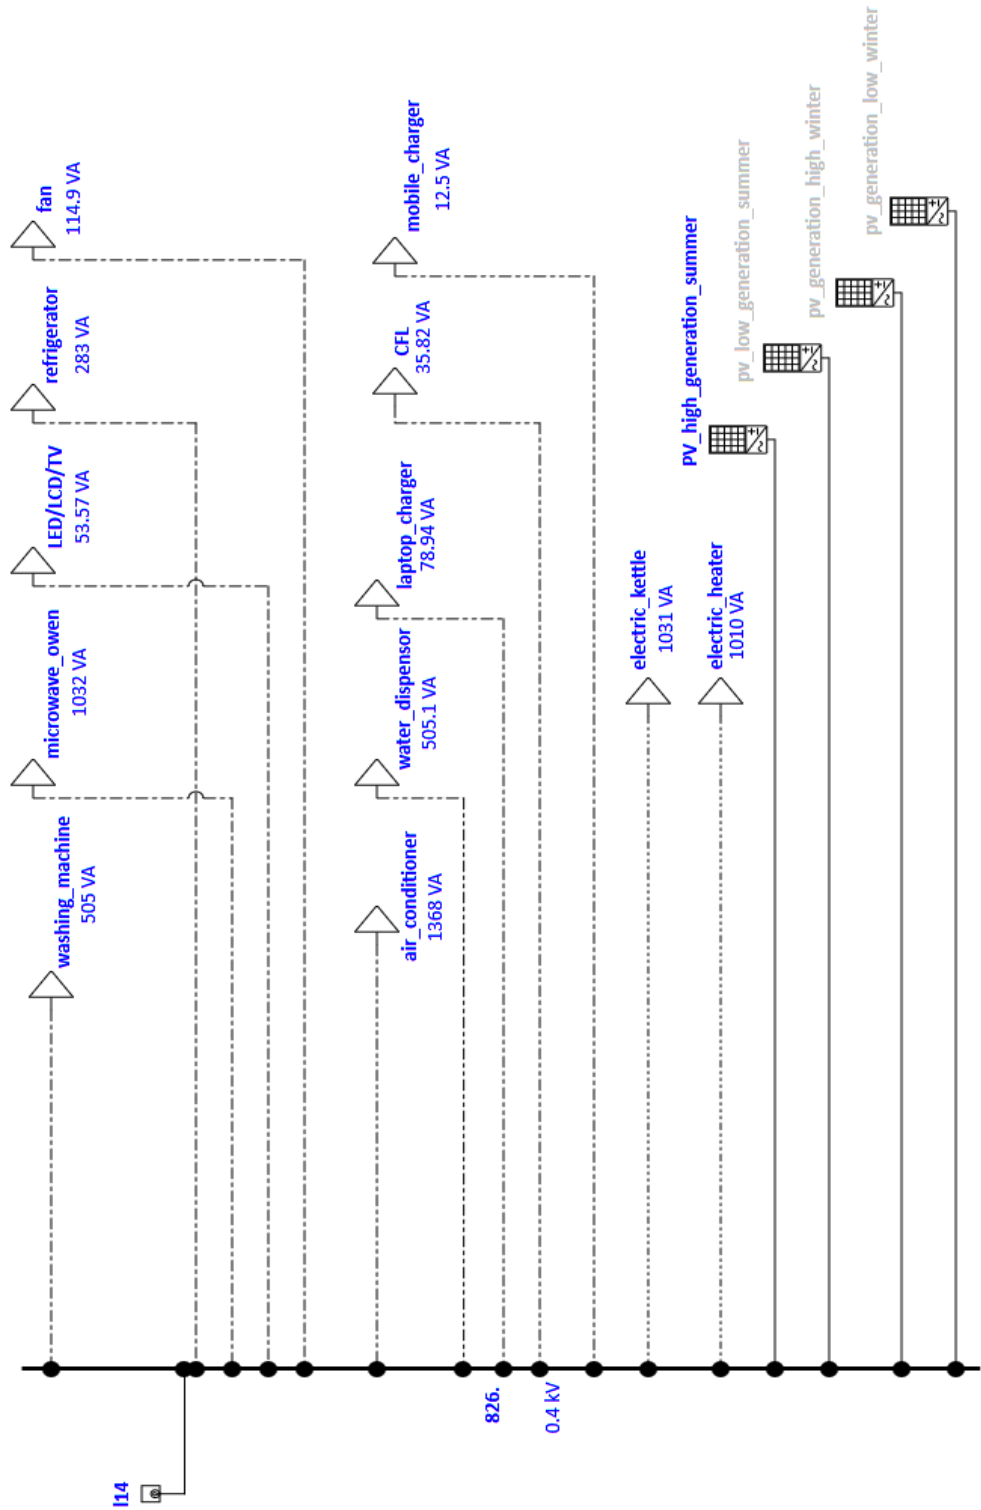 I14
826.
0.4 kV
washing_machine
505 VA
microwave_owen
1032 VA
LED/LCD/TV
53.57 VA
refrigerator
283 VA
fan
114.9 VA
air_conditioner
1368 VA
water_dispensor
505.1 VA
laptop_charger
78.94 VA
CFL
35.82 VA
mobile_charger
12.5 VA
electric_kettle
1031 VA
electric_heater
1010 VA
PV_high_generation_summer
pv_low_generation_summer
pv_generation_high_winter
pv_generation_low_winter